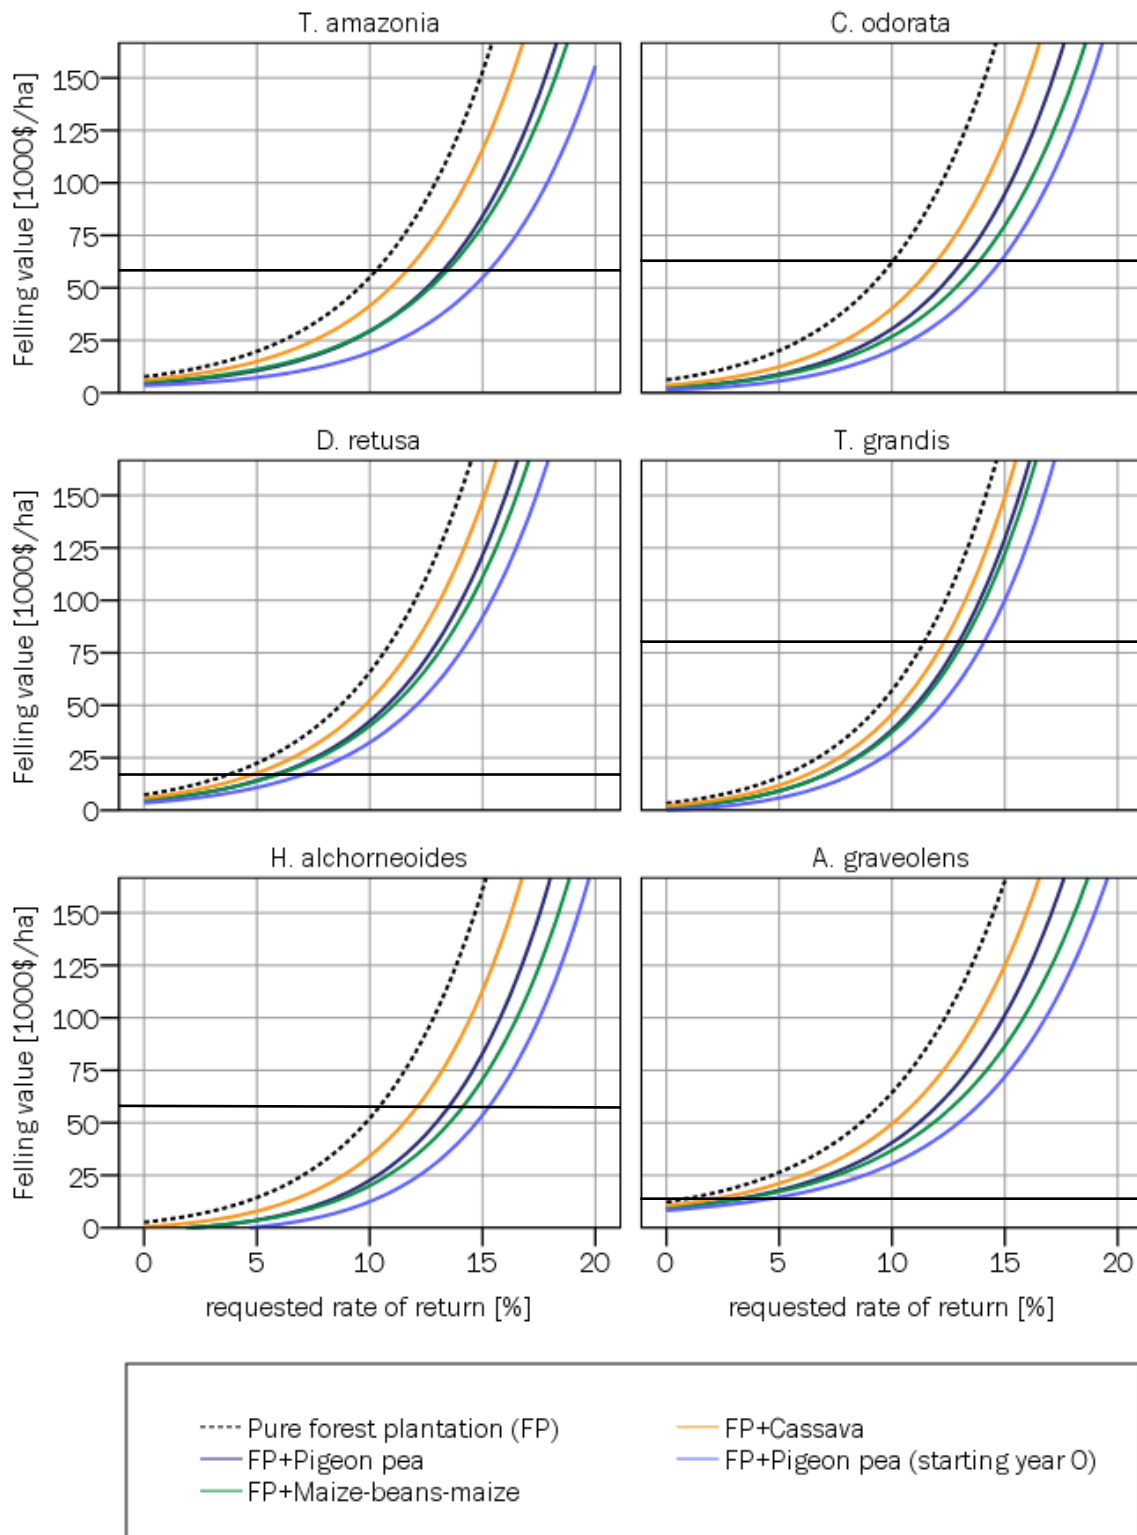 T. amazonia
C. odorata
Felling value [1000$/ha]
150
125
100
75
50
25
0
D. retusa
T. grandis
Felling value [1000$/ha]
150
125
100
75
50
25
0
H. alchorneoides
A. graveolens
Felling value [1000$/ha]
150
125
100
75
50
25
0
0 5 10 15 20
0 5 10 15 20
requested rate of return [%]
requested rate of return [%]
Pure forest plantation (FP)
FP+Cassava
FP+Pigeon pea
FP+Pigeon pea (starting year 0)
FP+Maize-beans-maize